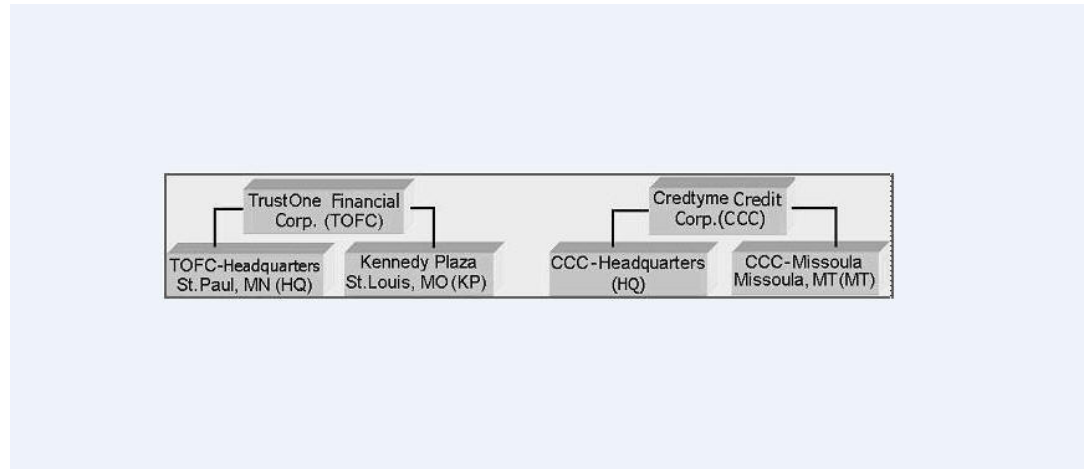 TrustOne Financial
Corp. (TOFC)
Credtyme Credit
Corp.(CCC)
TOFC-Headquarters
St.Paul, MN (HQ)
Kennedy Plaza
St.Louis, MO (KP)
CCC-Headquarters
(HQ)
CCC-Missoula
Missoula, MT (MT)